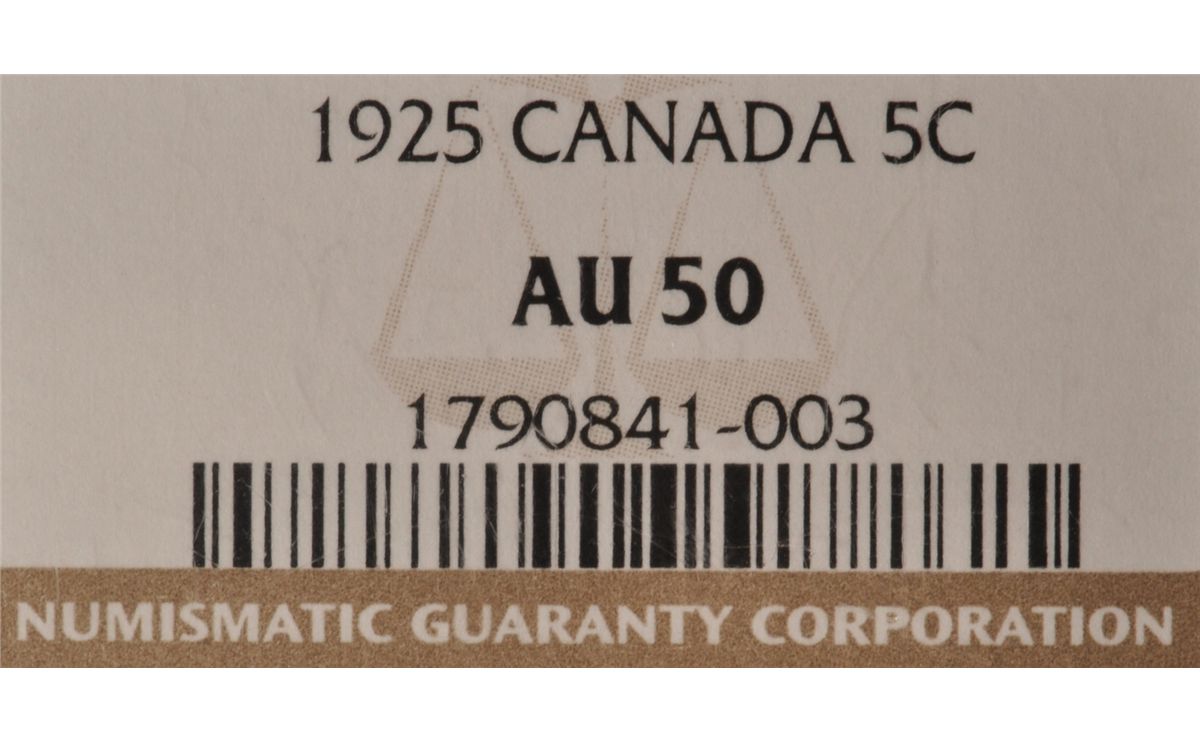 1925 CANADA 5C
AU 50
1790841-003
NUMISMATIC GUARANTY CORPORATION